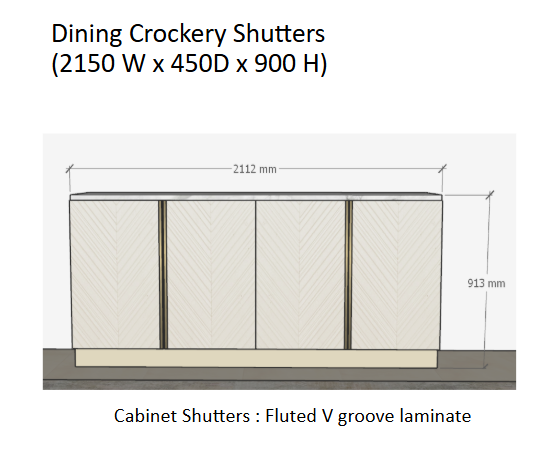 Dining Crockery Shutters
(2150 W x 450D x 900 H)
2112 mm
913 mm
Cabinet Shutters : Fluted V groove laminate